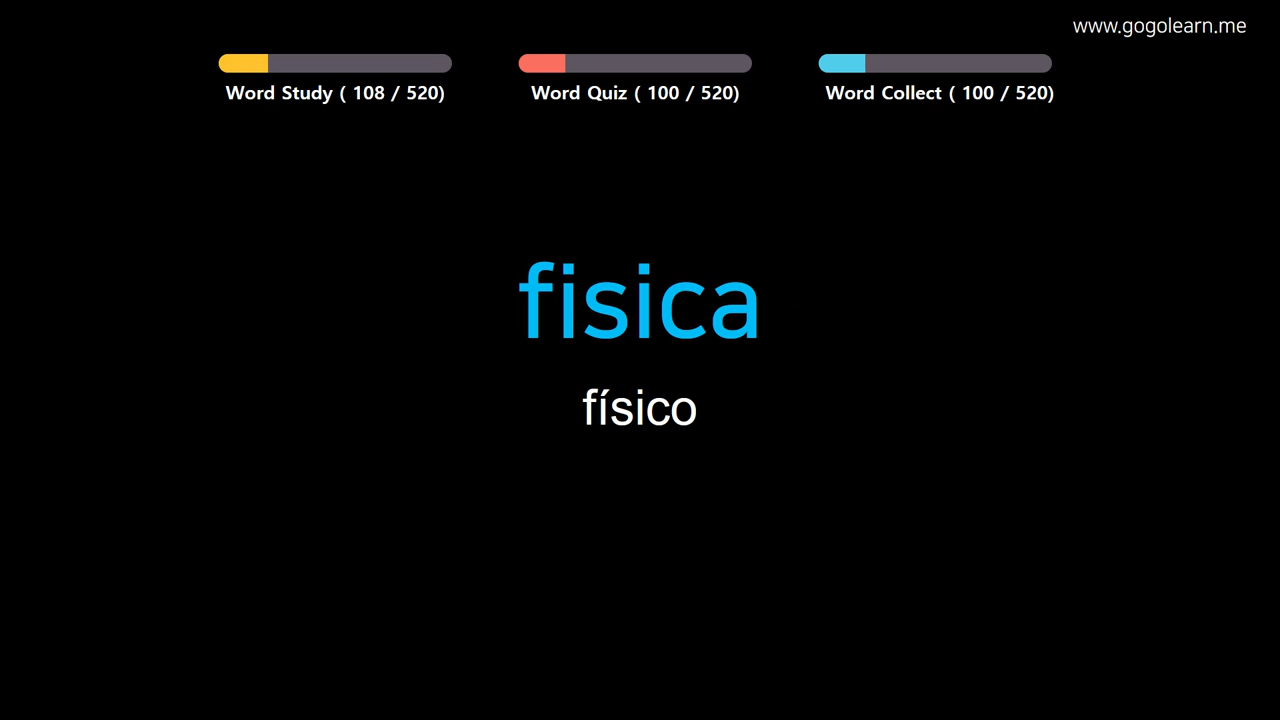 www.gogolearn.me
Word Study ( 108 / 520)
Word Quiz ( 100 / 520)
Word Collect ( 100 / 520)
fisica
físico